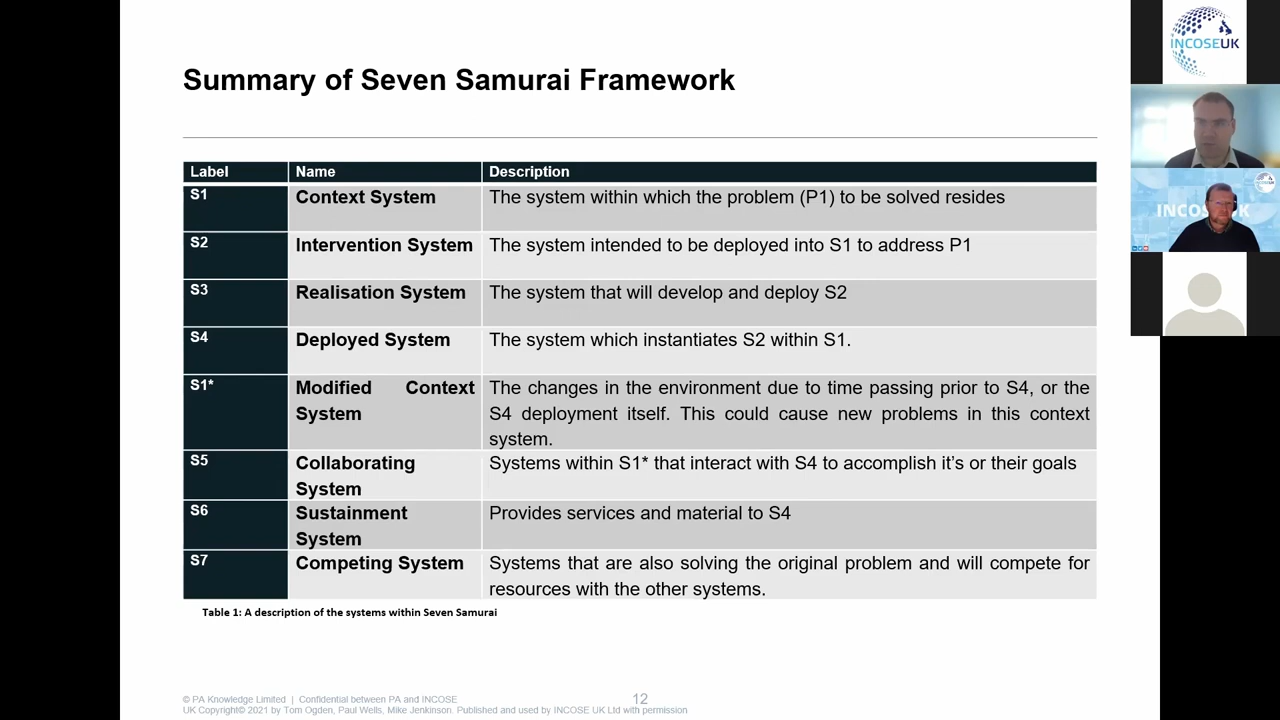 Summary of Seven Samurai Framework
Label Name Description
S1 Context System The system within which the problem (P1) to be solved resides
S2 Intervention System The system intended to be deployed into S1 to address P1
S3 Realisation System The system that will develop and deploy S2
S4 Deployed System The system which instantiates S2 within S1.
S1* Modified Context The changes in the environment due to time passing prior to S4, or the
System S4 deployment itself. This could cause new problems in this context
system.
S5 Collaborating Systems within S1* that interact with S4 to accomplish it's or their goals
System
S6 Sustainment Provides services and material to S4
System
S7 Competing System Systems that are also solving the original problem and will compete for
resources with the other systems.
Table 1: A description of the systems within Seven Samurai
© PA Knowledge Limited | Confidential between PA and INCOSE
12
UK Copyright© 2021 by Tom Ogden, Paul Wells, Mike Jenkinson. Published and used by INCOSE UK Ltd with permission
INCOSEUK